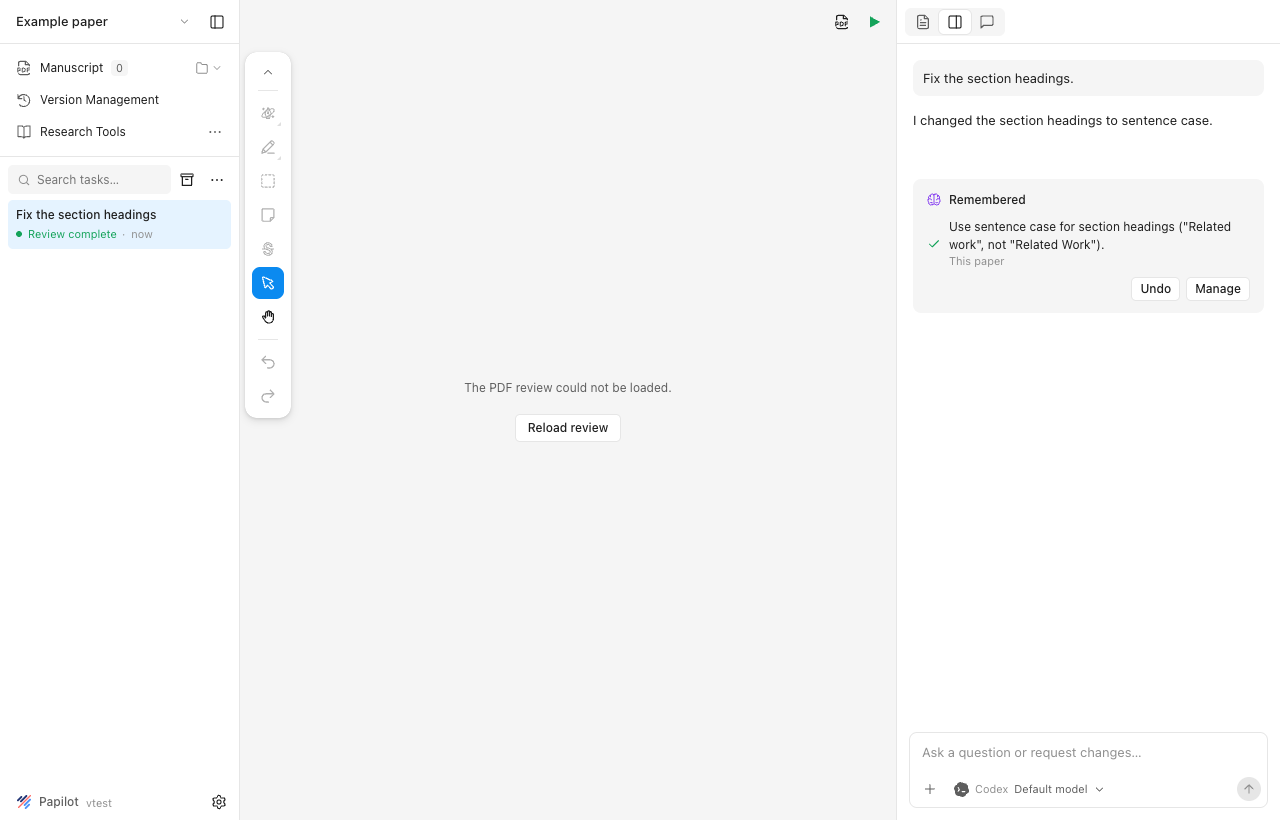 Example paper
Manuscript 0
Version Management
Research Tools
Search tasks...
Fix the section headings
Review complete · now
Papilot vtest
PDF
The PDF review could not be loaded.
Reload review
Fix the section headings.
I changed the section headings to sentence case.
Remembered
Use sentence case for section headings ("Related
work", not "Related Work").
This paper
Undo Manage
Ask a question or request changes...
Codex Default model